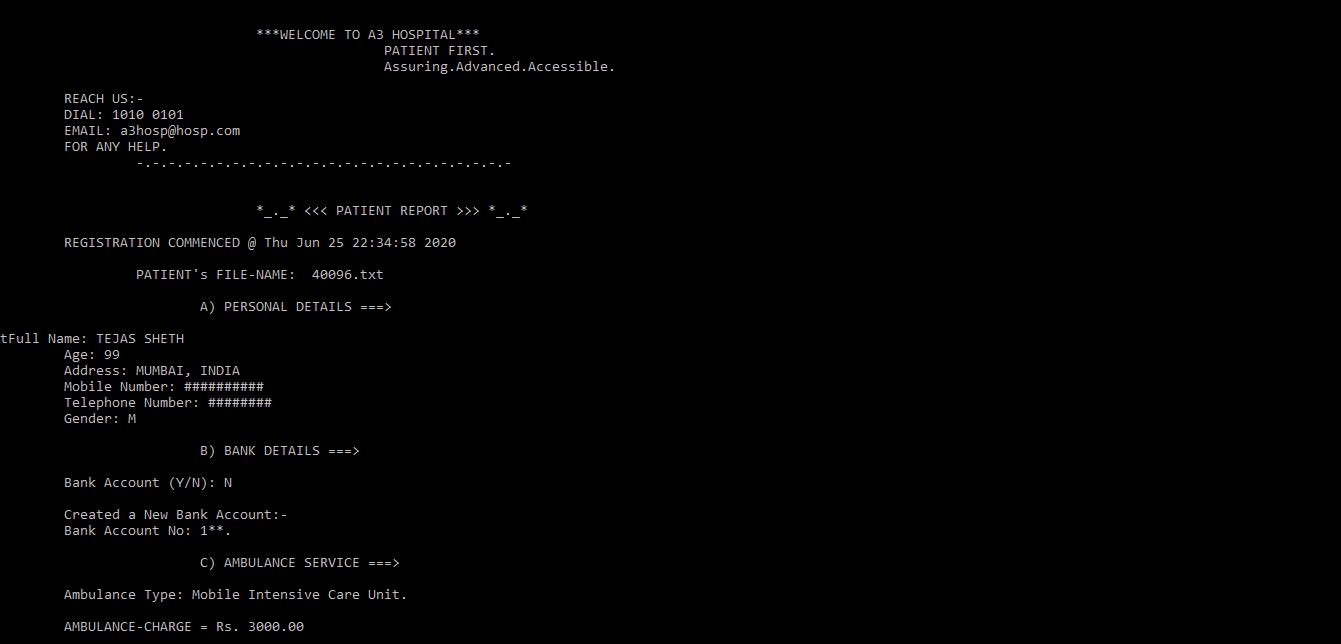 ***WELCOME TO A3 HOSPITAL***
PATIENT FIRST.
Assuring.Advanced.Accessible.
REACH US:-
DIAL: 1010 0101
EMAIL: a3hosp@hosp.com
FOR ANY HELP.
-.-.-.-.-.-.-.-.-.-.-.-.-.-.-.-.-.-.-.-.-.-.-.-
*_._* <<< PATIENT REPORT >>> *_._*
REGISTRATION COMMENCED @ Thu Jun 25 22:34:58 2020
PATIENT's FILE-NAME:  40096.txt
A) PERSONAL DETAILS ===>
tFull Name: TEJAS SHETH
Age: 99
Address: MUMBAI, INDIA
Mobile Number: ##########
Telephone Number: ########
Gender: M
B) BANK DETAILS ===>
Bank Account (Y/N): N
Created a New Bank Account:-
Bank Account No: 1**.
C) AMBULANCE SERVICE ===>
Ambulance Type: Mobile Intensive Care Unit.
AMBULANCE-CHARGE = Rs. 3000.00